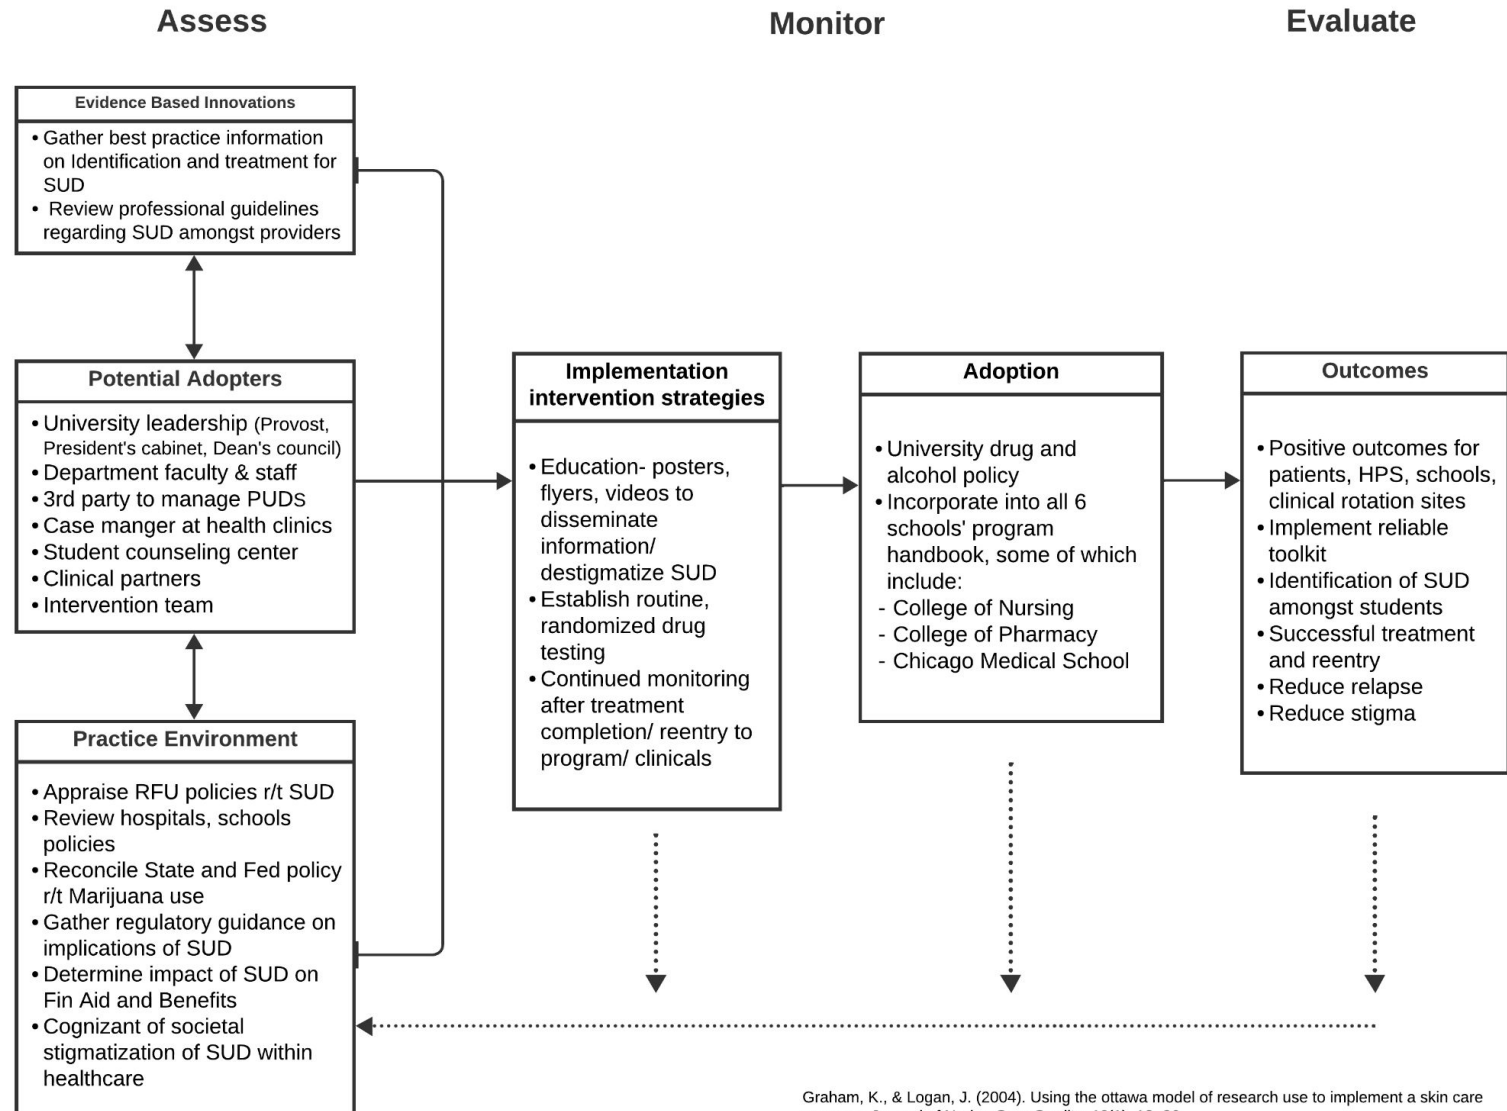 Assess
Monitor
Evaluate
Evidence Based Innovations
• Gather best practice information
on Identification and treatment for
SUD
• Review professional guidelines
regarding SUD amongst providers
Potential Adopters
• University leadership (Provost,
President's cabinet, Dean's council)
• Department faculty & staff
• 3rd party to manage PUDs
• Case manger at health clinics
• Student counseling center
• Clinical partners
• Intervention team
Practice Environment
• Appraise RFU policies r/t SUD
• Review hospitals, schools
policies
• Reconcile State and Fed policy
r/t Marijuana use
• Gather regulatory guidance on
implications of SUD
• Determine impact of SUD on
Fin Aid and Benefits
• Cognizant of societal
stigmatization of SUD within
healthcare
Implementation
intervention strategies
• Education- posters,
flyers, videos to
disseminate
information/
destigmatize SUD
• Establish routine,
randomized drug
testing
• Continued monitoring
after treatment
completion/ reentry to
program/ clinicals
Adoption
• University drug and
alcohol policy
• Incorporate into all 6
schools' program
handbook, some of which
include:
- College of Nursing
- College of Pharmacy
- Chicago Medical School
Outcomes
• Positive outcomes for
patients, HPS, schools,
clinical rotation sites
• Implement reliable
toolkit
• Identification of SUD
amongst students
• Successful treatment
and reentry
• Reduce relapse
• Reduce stigma
Graham, K., & Logan, J. (2004). Using the ottawa model of research use to implement a skin care